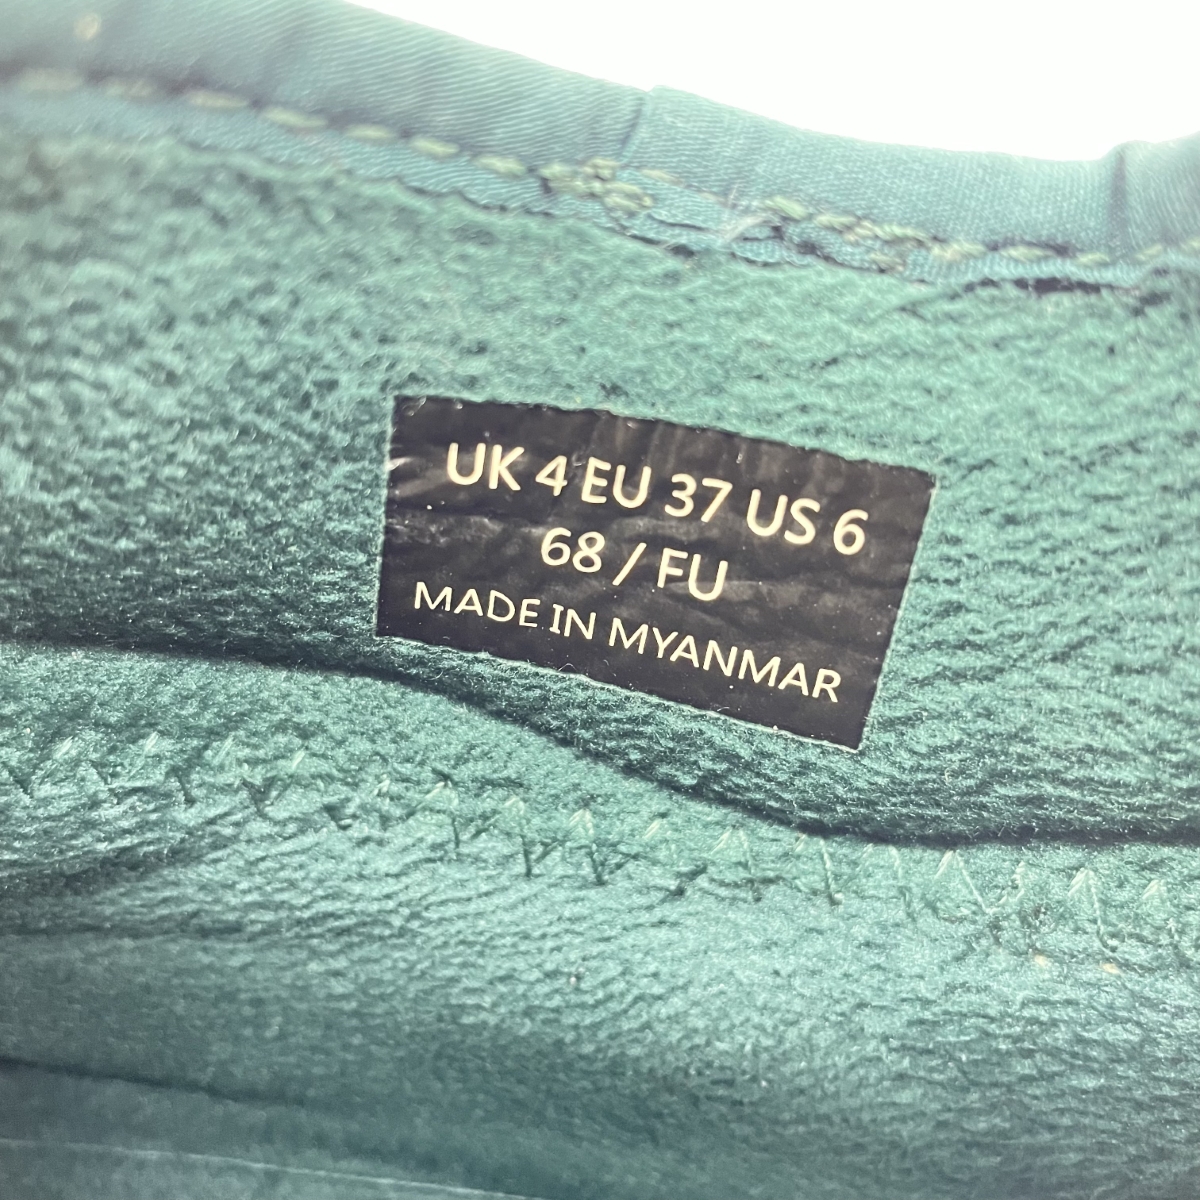 UK 4 EU 37 US 6
68 / FU
MADE IN MYANMAR